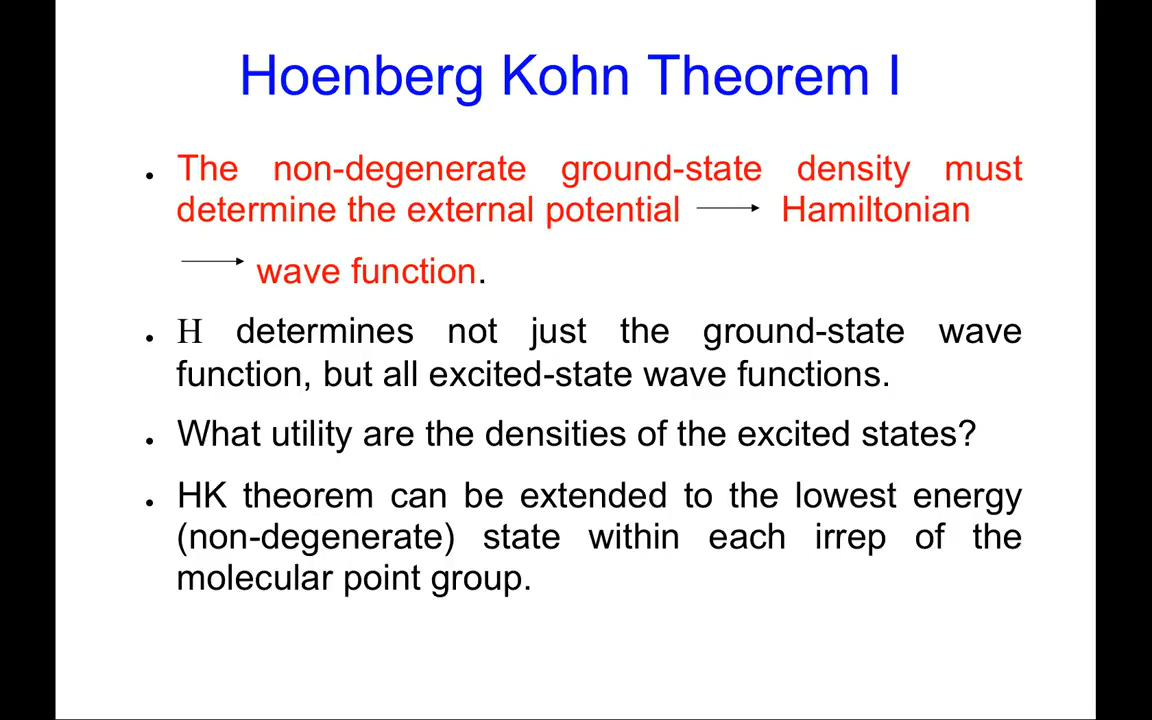 Hoenberg Kohn Theorem I
• The non-degenerate ground-state density must
determine the external potential ⟶ Hamiltonian
⟶ wave function.
• H determines not just the ground-state wave
function, but all excited-state wave functions.
• What utility are the densities of the excited states?
• HK theorem can be extended to the lowest energy
(non-degenerate) state within each irrep of the
molecular point group.